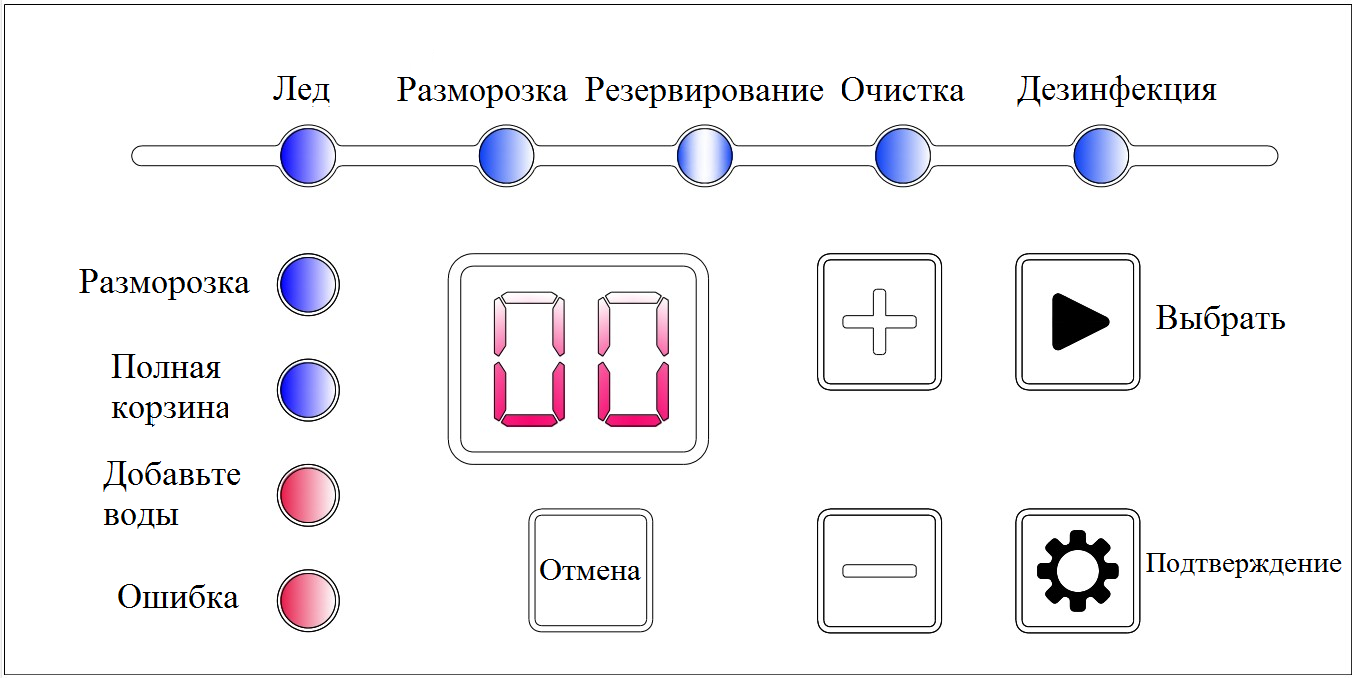 Лед
Разморозка
Резервирование
Очистка
Дезинфекция
Разморозка
Полная
корзина
Добавьте
воды
Ошибка
00
Отмена
Выбрать
Подтверждение